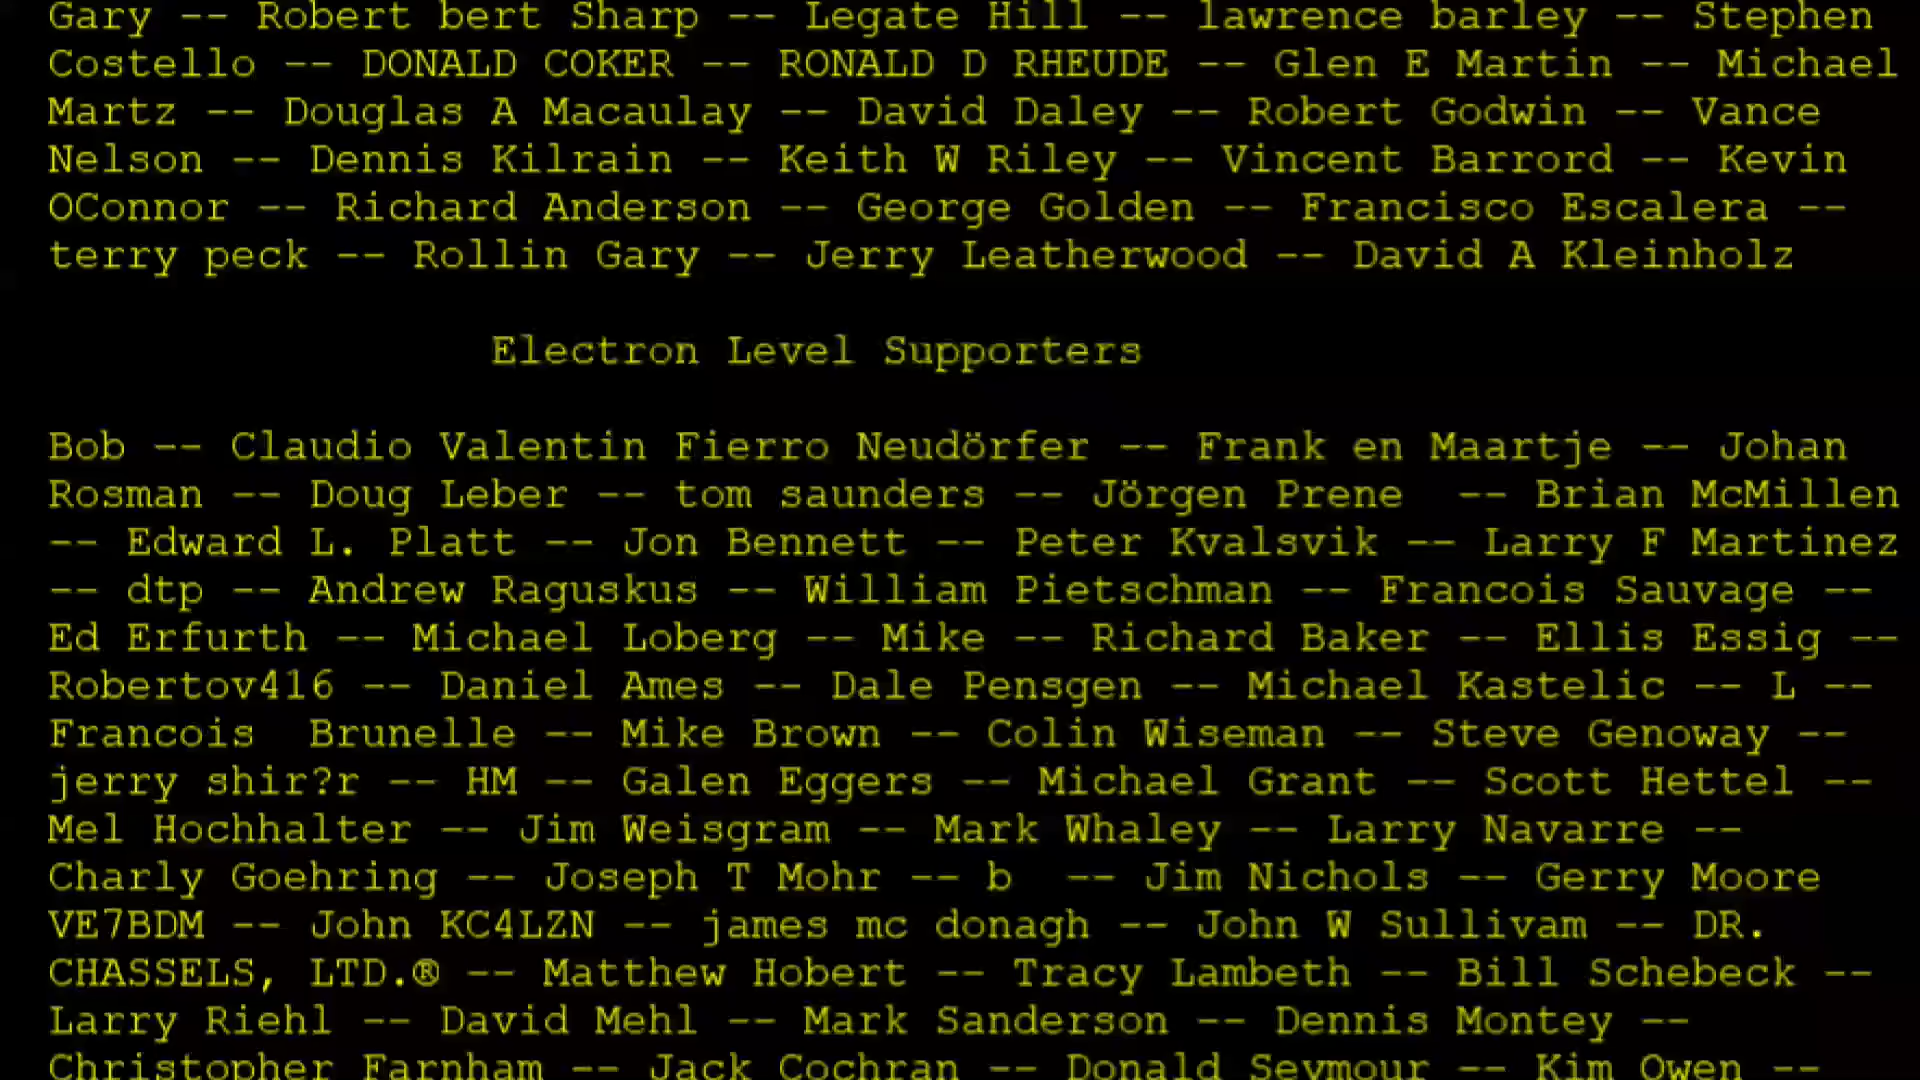 Gary -- Robert bert Sharp -- Legate Hill -- lawrence barley -- Stephen
Costello -- DONALD COKER -- RONALD D RHEUDE -- Glen E Martin -- Michael
Martz -- Douglas A Macaulay -- David Daley -- Robert Godwin -- Vance
Nelson -- Dennis Kilrain -- Keith W Riley -- Vincent Barrord -- Kevin
OConnor -- Richard Anderson -- George Golden -- Francisco Escalera --
terry peck -- Rollin Gary -- Jerry Leatherwood -- David A Kleinholz
Electron Level Supporters
Bob -- Claudio Valentin Fierro Neudörfer -- Frank en Maartje -- Johan
Rosman -- Doug Leber -- tom saunders -- Jörgen Prene  -- Brian McMillen
-- Edward L. Platt -- Jon Bennett -- Peter Kvalsvik -- Larry F Martinez
-- dtp -- Andrew Raguskus -- William Pietschman -- Francois Sauvage --
Ed Erfurth -- Michael Loberg -- Mike -- Richard Baker -- Ellis Essig --
Robertov416 -- Daniel Ames -- Dale Pensgen -- Michael Kastelic -- L --
Francois  Brunelle -- Mike Brown -- Colin Wiseman -- Steve Genoway --
jerry shir?r -- HM -- Galen Eggers -- Michael Grant -- Scott Hettel --
Mel Hochhalter -- Jim Weisgram -- Mark Whaley -- Larry Navarre --
Charly Goehring -- Joseph T Mohr -- b  -- Jim Nichols -- Gerry Moore
VE7BDM -- John KC4LZN -- james mc donagh -- John W Sullivam -- DR.
CHASSELS, LTD.® -- Matthew Hobert -- Tracy Lambeth -- Bill Schebeck --
Larry Riehl -- David Mehl -- Mark Sanderson -- Dennis Montey --
Christopher Farnham -- Jack Cochran -- Donald Seymour -- Kim Owen --